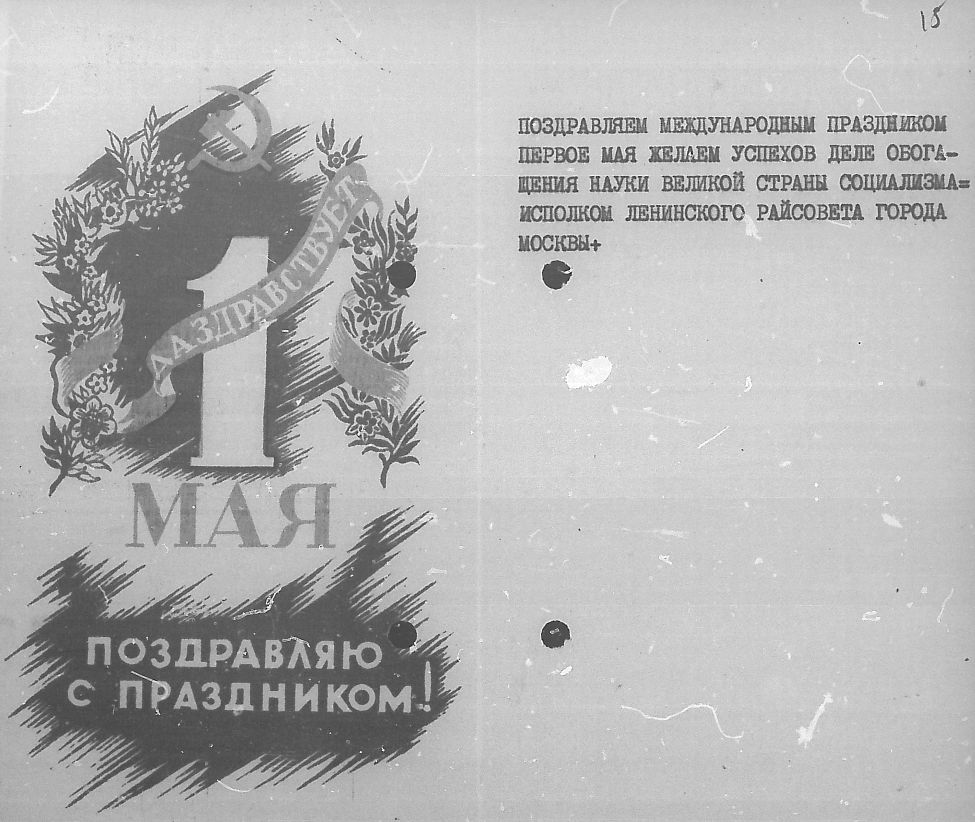 18
ДА ЗДРАВСТВУЕТ
1
МАЯ
ПОЗДРАВЛЯЮ
С ПРАЗДНИКОМ!
ПОЗДРАВЛЯЕМ МЕЖДУНАРОДНЫМ ПРАЗДНИКОМ
ПЕРВОЕ МАЯ ЖЕЛАЕМ УСПЕХОВ ДЕЛЕ ОБОГА-
ЩЕНИЯ НАУКИ ВЕЛИКОЙ СТРАНЫ СОЦИАЛИЗМА=
ИСПОЛКОМ ЛЕНИНСКОГО РАЙСОВЕТА ГОРОДА
МОСКВЫ+